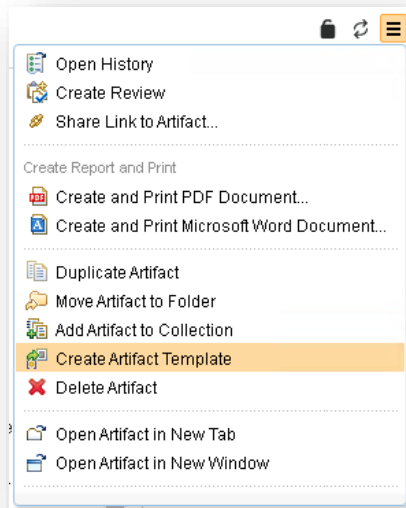 Open History
Create Review
Share Link to Artifact...
Create Report and Print
Create and Print PDF Document...
Create and Print Microsoft Word Document...
Duplicate Artifact
Move Artifact to Folder
Add Artifact to Collection
Create Artifact Template
Delete Artifact
Open Artifact in New Tab
Open Artifact in New Window